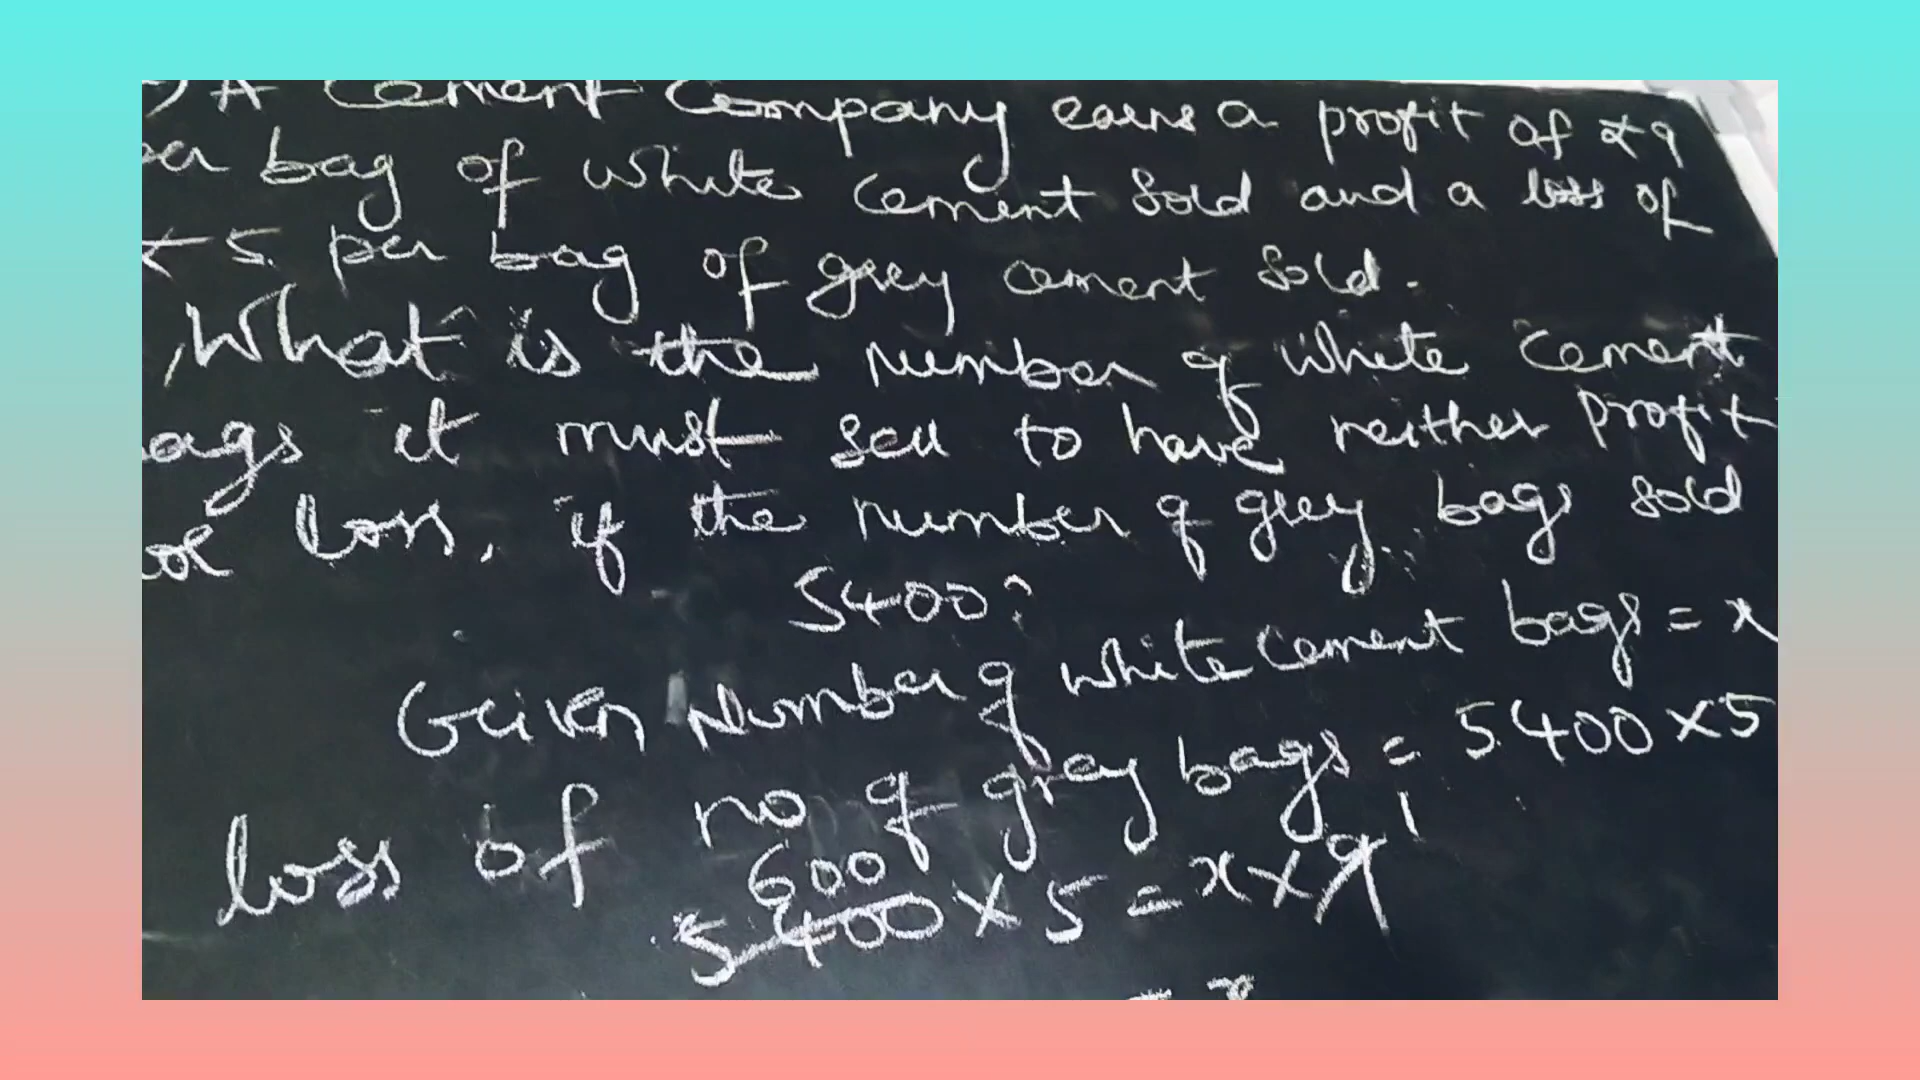 ) A Cement Company earns a profit of ₹ 9
per bag of white cement sold and a loss of
₹ 5 per bag of grey cement sold.
, What is the number of white cement
bags it must sell to have neither profit
or loss, if the number of grey bags sold
5400?
Given Number of white cement bags = x
loss of no of grey bags = 5400 × 5
600 1
5400 × 5 = x × 9
= x